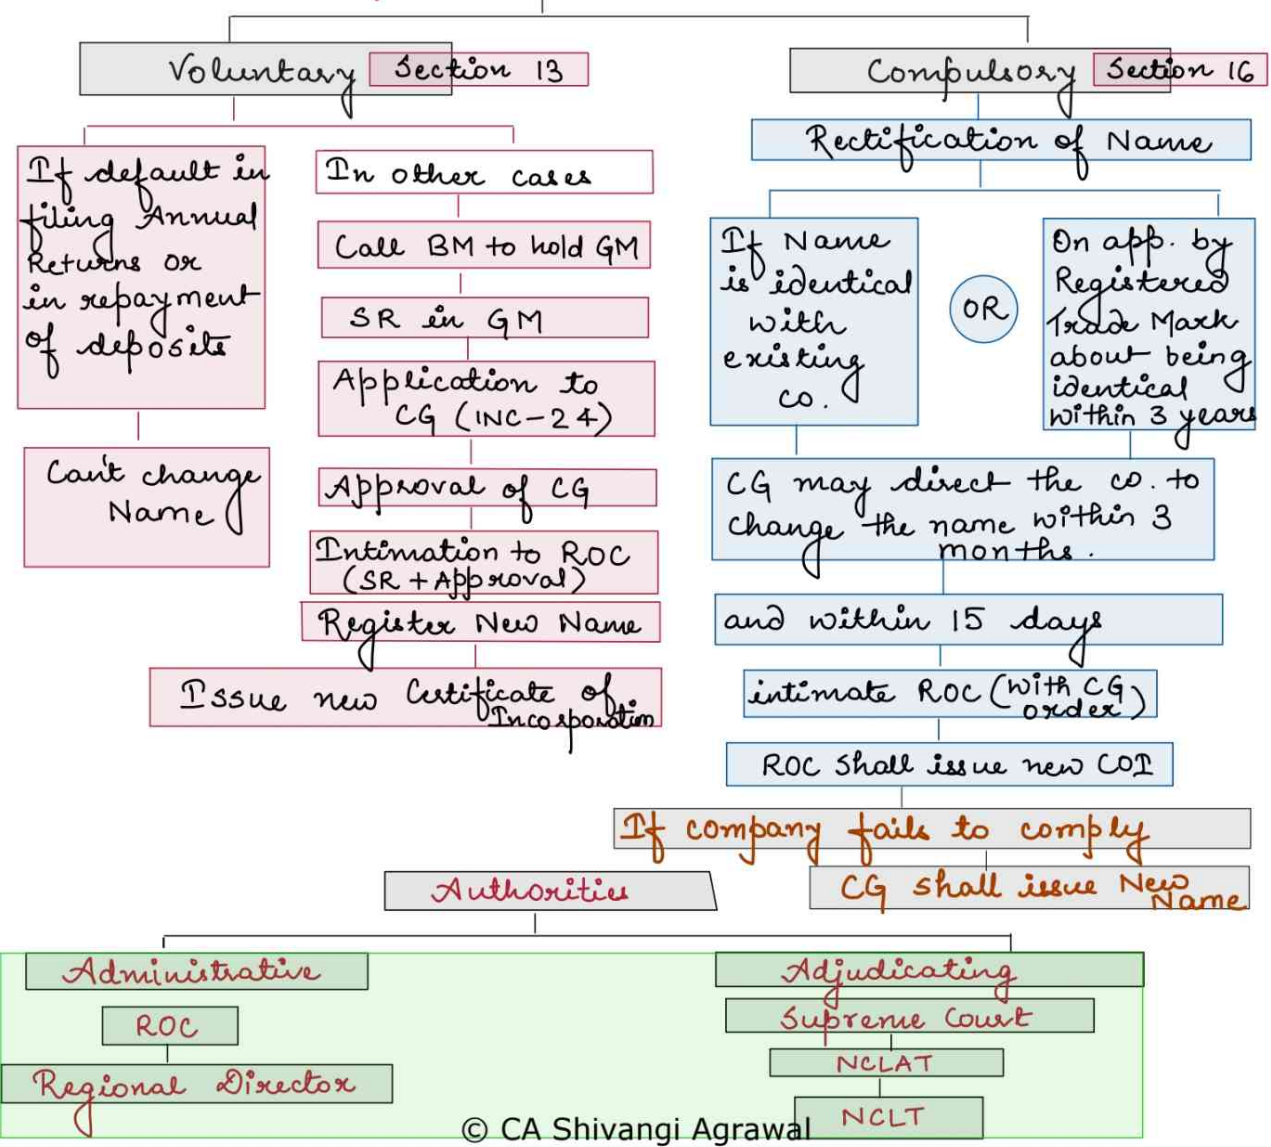 Voluntary Section 13
If default in
filing Annual
Returns or
in repayment
of deposits
Can't change
Name
In other cases
Call BM to hold GM
SR in GM
Application to
CG (INC-24)
Approval of CG
Intimation to ROC
(SR + Approval)
Register New Name
Issue new Certificate of
Incorporation
Compulsory Section 16
Rectification of Name
If Name
is identical
with
existing
co.
OR
On app. by
Registered
Trade Mark
about being
identical
within 3 years
CG may direct the co. to
change the name within 3
months.
and within 15 days
intimate ROC (with CG
order)
ROC shall issue new COI
If company fails to comply
CG shall issue New
Name
Authorities
Administrative
ROC
Regional Director
Adjudicating
Supreme Court
NCLAT
NCLT
© CA Shivangi Agrawal